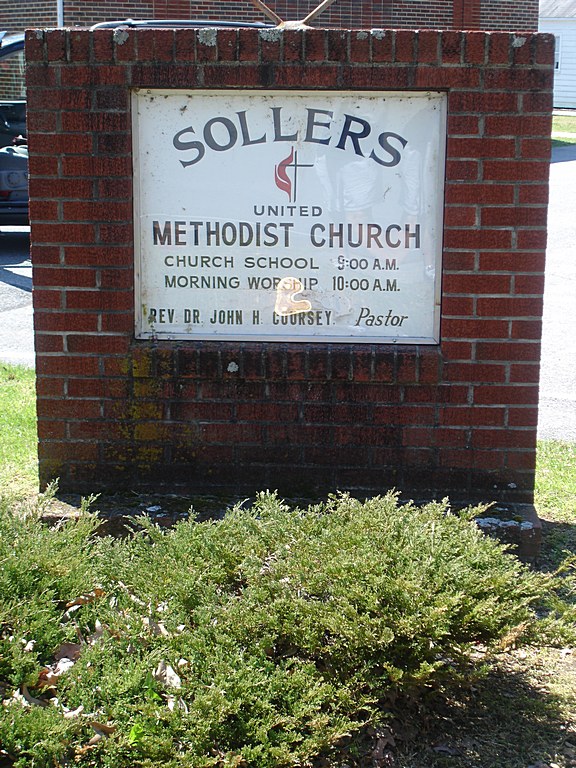 SOLLERS
UNITED
METHODIST CHURCH
CHURCH SCHOOL 9:00 A.M.
MORNING WORSHIP 10:00 A.M.
REV. DR. JOHN H. COURSEY. Pastor